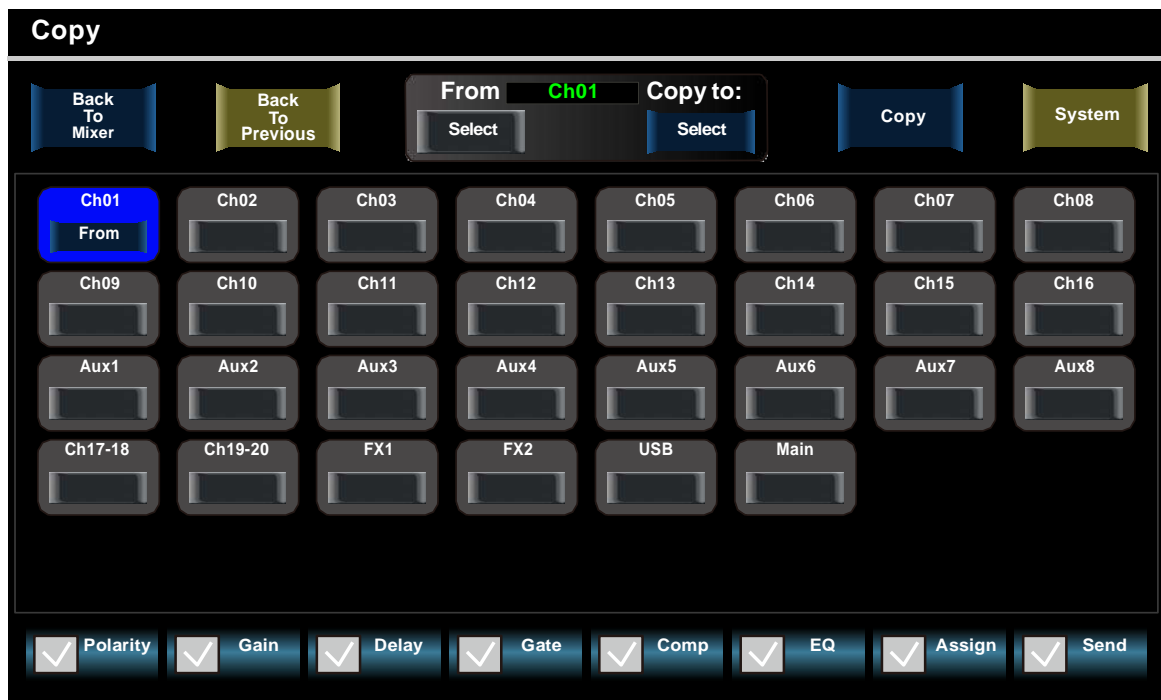 Copy
Back
To
Mixer
Back
To
Previous
From Ch01 Copy to:
Select Select
Copy
System
Ch01 Ch02 Ch03 Ch04 Ch05 Ch06 Ch07 Ch08
From
Ch09 Ch10 Ch11 Ch12 Ch13 Ch14 Ch15 Ch16
Aux1 Aux2 Aux3 Aux4 Aux5 Aux6 Aux7 Aux8
Ch17-18 Ch19-20 FX1 FX2 USB Main
Polarity Gain Delay Gate Comp EQ Assign Send